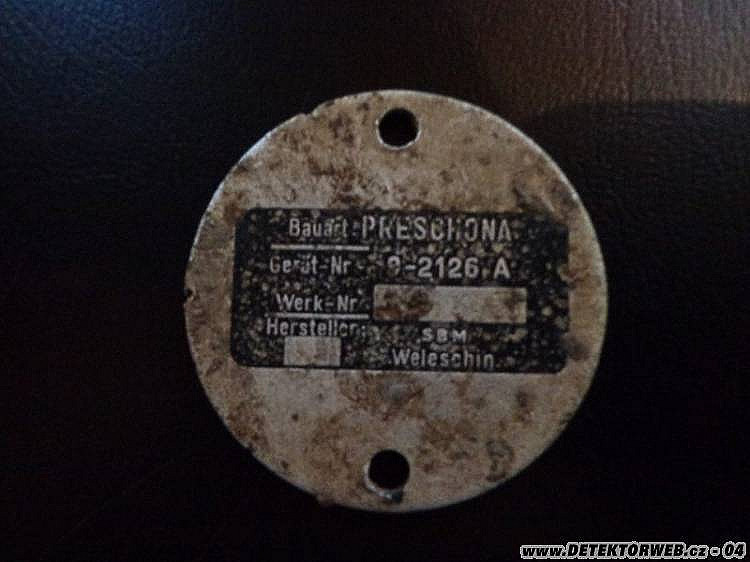 Bauart: PRESCHONA
Gerät-Nr. 9-2126.A
Werk-Nr.
Hersteller: SBM
Weleschin
www.DETEKTORWEB.cz - 04